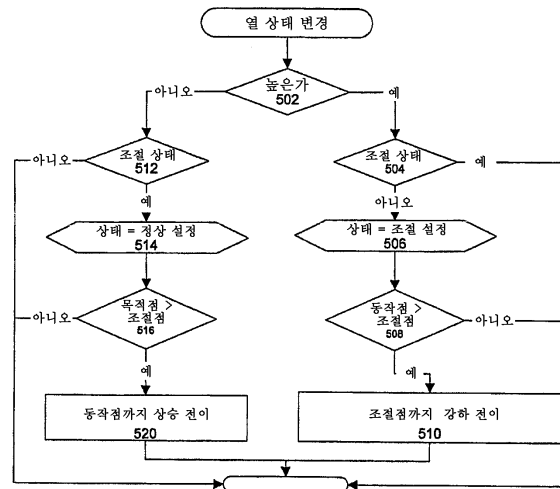 열 상태 변경
높은가
502
아니오
예
아니오
조절 상태
512
조절 상태
504
예
예
아니오
상태 = 정상 설정
514
상태 = 조절 설정
506
아니오
목적점 >
조절점
516
동작점 >
조절점
508
아니오
예
예
동작점까지 상승 전이
520
조절점까지 강하 전이
510